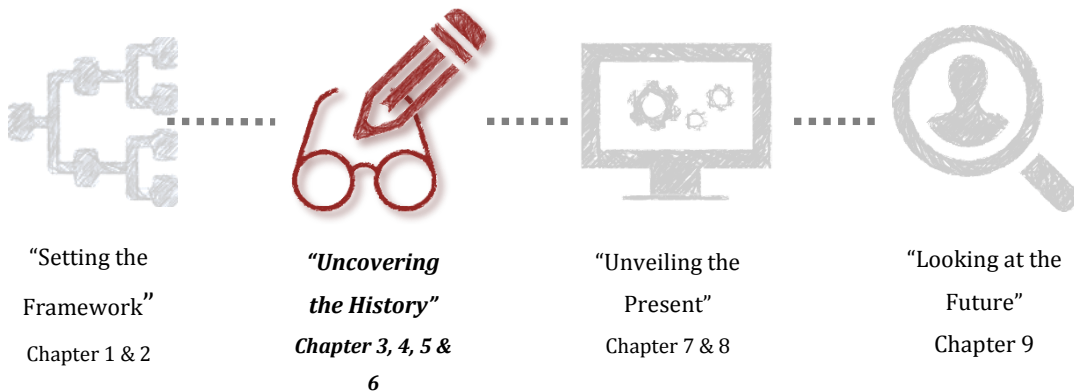 “Setting the
Framework”
Chapter 1 & 2
“Uncovering
the History”
Chapter 3, 4, 5 &
6
“Unveiling the
Present”
Chapter 7 & 8
“Looking at the
Future”
Chapter 9